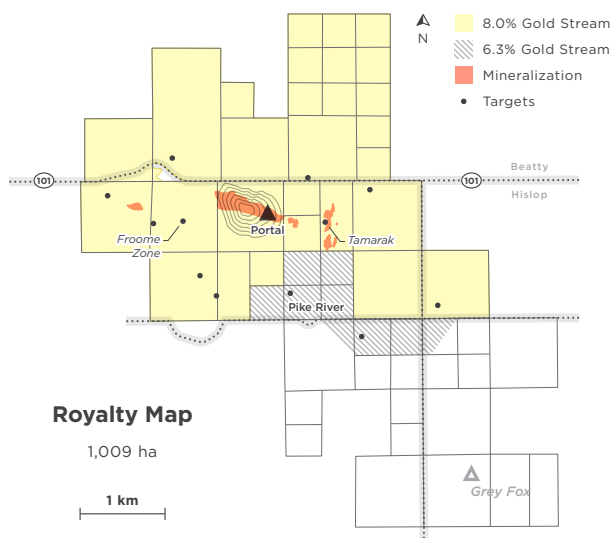 N
8.0% Gold Stream
6.3% Gold Stream
Mineralization
Targets
Beatty
101
101
Hislop
Portal
Froome
Zone
Tamarak
Pike River
Royalty Map
1,009 ha
1 km
Grey Fox